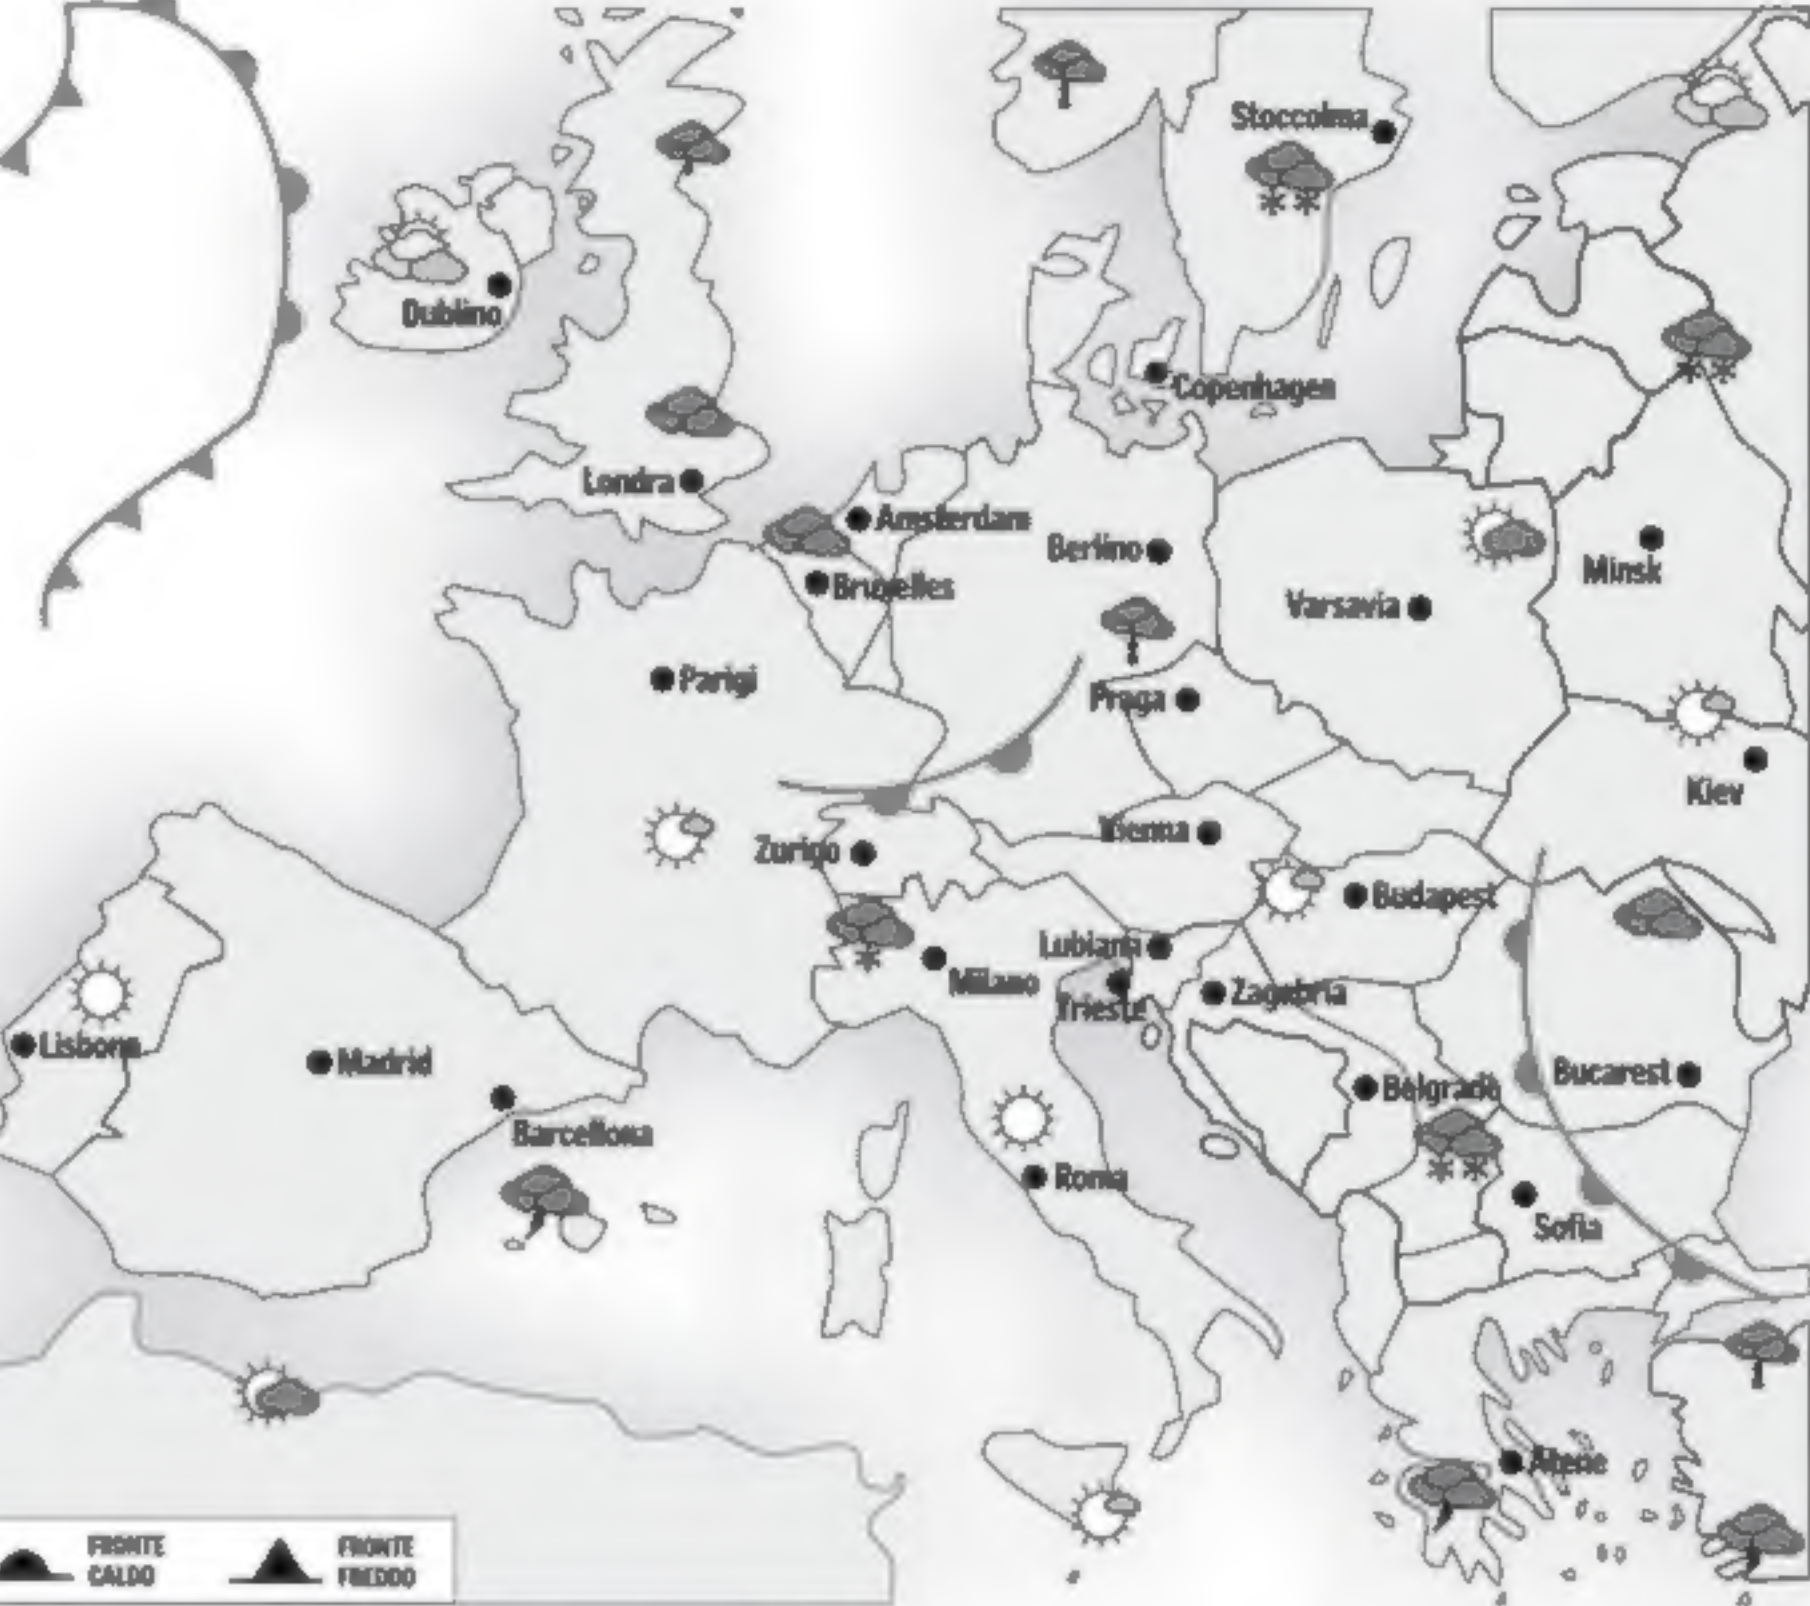 Stoccolma
Dublino
Copenhagen
Londra
Amsterdam
Berlino
Bruxelles
Minsk
Varsavia
Parigi
Praga
Kiev
Vienna
Zurigo
Budapest
Lubiana
Milano
Zagabria
Trieste
Lisbona
Madrid
Belgrado
Bucarest
Barcellona
Roma
Sofia
Atene
FRONTE
CALDO
FRONTE
FREDDO